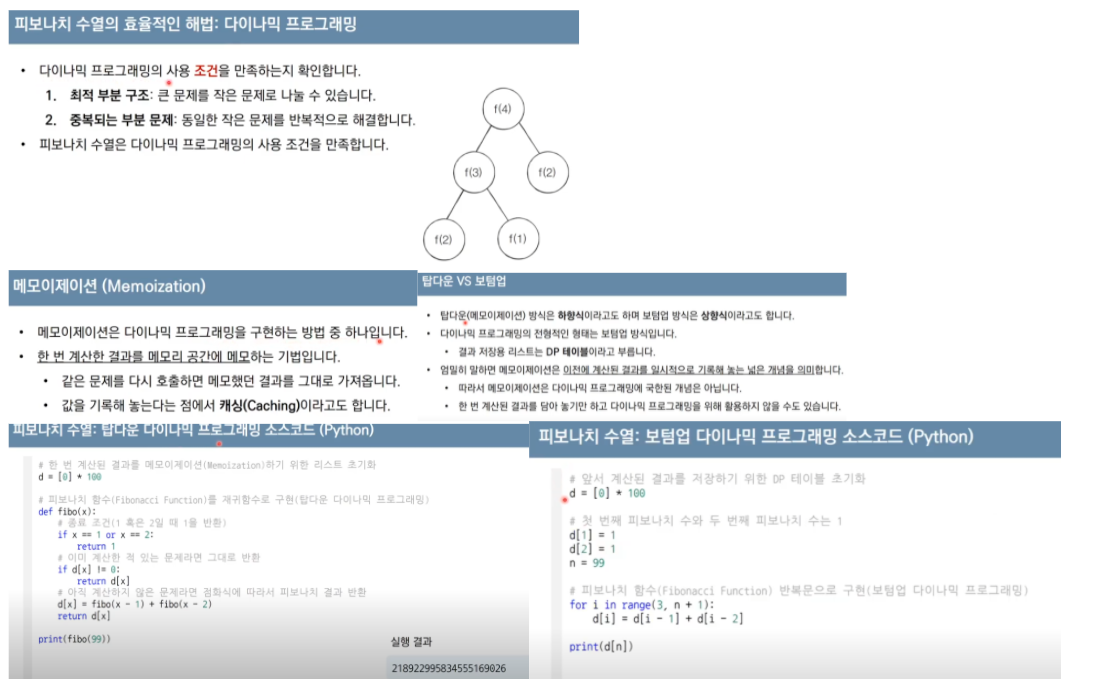 피보나치 수열의 효율적인 해법: 다이나믹 프로그래밍
• 다이나믹 프로그래밍의 사용 조건을 만족하는지 확인합니다.
1. 최적 부분 구조: 큰 문제를 작은 문제로 나눌 수 있습니다.
2. 중복되는 부분 문제: 동일한 작은 문제를 반복적으로 해결합니다.
• 피보나치 수열은 다이나믹 프로그래밍의 사용 조건을 만족합니다.
f(4)
f(3)
f(2)
f(2)
f(1)
메모이제이션 (Memoization)
• 메모이제이션은 다이나믹 프로그래밍을 구현하는 방법 중 하나입니다.
• 한 번 계산한 결과를 메모리 공간에 메모하는 기법입니다.
• 같은 문제를 다시 호출하면 메모했던 결과를 그대로 가져옵니다.
• 값을 기록해 놓는다는 점에서 캐싱(Caching)이라고도 합니다.
탑다운 VS 보텀업
• 탑다운(메모이제이션) 방식은 하향식이라고도 하며 보텀업 방식은 상향식이라고도 합니다.
• 다이나믹 프로그래밍의 전형적인 형태는 보텀업 방식입니다.
• 결과 저장용 리스트는 DP 테이블이라고 부릅니다.
• 엄밀히 말하면 메모이제이션은 이전에 계산된 결과를 일시적으로 기록해 놓는 넓은 개념을 의미합니다.
• 따라서 메모이제이션은 다이나믹 프로그래밍에 국한된 개념은 아닙니다.
• 한 번 계산된 결과를 담아 놓기만 하고 다이나믹 프로그래밍을 위해 활용하지 않을 수도 있습니다.
피보나치 수열: 탑다운 다이나믹 프로그래밍 소스코드 (Python)
# 한 번 계산된 결과를 메모이제이션(Memoization)하기 위한 리스트 초기화
d = [0] * 100
# 피보나치 함수(Fibonacci Function)를 재귀함수로 구현(탑다운 다이나믹 프로그래밍)
def fibo(x):
# 종료 조건(1 혹은 2일 때 1을 반환)
if x == 1 or x == 2:
return 1
# 이미 계산한 적 있는 문제라면 그대로 반환
if d[x] != 0:
return d[x]
# 아직 계산하지 않은 문제라면 점화식에 따라서 피보나치 결과 반환
d[x] = fibo(x - 1) + fibo(x - 2)
return d[x]
print(fibo(99))
실행 결과
218922995834555169026
피보나치 수열: 보텀업 다이나믹 프로그래밍 소스코드 (Python)
# 앞서 계산된 결과를 저장하기 위한 DP 테이블 초기화
d = [0] * 100
# 첫 번째 피보나치 수와 두 번째 피보나치 수는 1
d[1] = 1
d[2] = 1
n = 99
# 피보나치 함수(Fibonacci Function) 반복문으로 구현(보텀업 다이나믹 프로그래밍)
for i in range(3, n + 1):
d[i] = d[i - 1] + d[i - 2]
print(d[n])